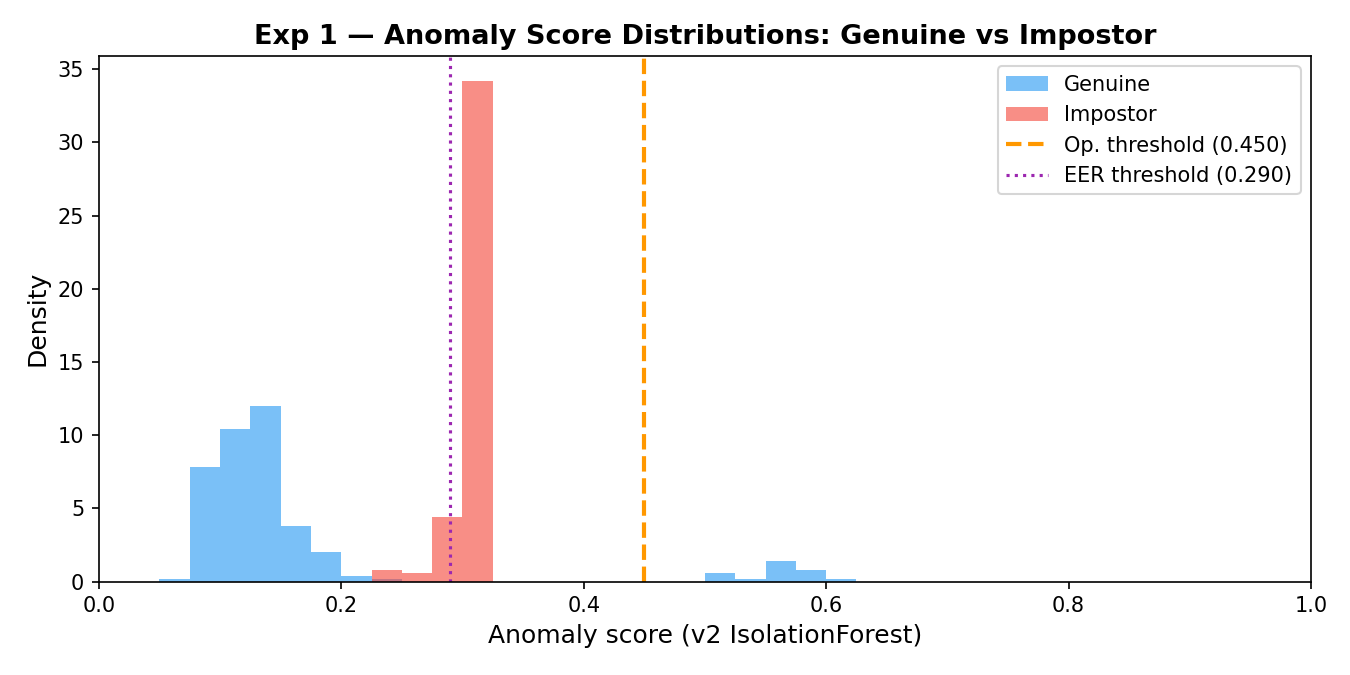 Exp 1 — Anomaly Score Distributions: Genuine vs Impostor
Genuine
Impostor
Op. threshold (0.450)
EER threshold (0.290)
Density
35
30
25
20
15
10
5
0
0.0 0.2 0.4 0.6 0.8 1.0
Anomaly score (v2 IsolationForest)